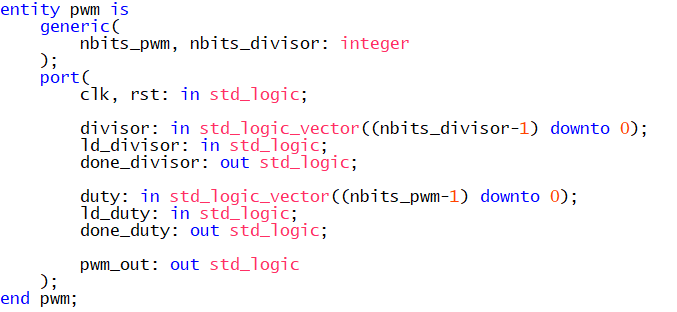 entity pwm is
    generic(
        nbits_pwm, nbits_divisor: integer
    );
    port(
        clk, rst: in std_logic;

        divisor: in std_logic_vector((nbits_divisor-1) downto 0);
        ld_divisor: in std_logic;
        done_divisor: out std_logic;

        duty: in std_logic_vector((nbits_pwm-1) downto 0);
        ld_duty: in std_logic;
        done_duty: out std_logic;

        pwm_out: out std_logic
    );
end pwm;